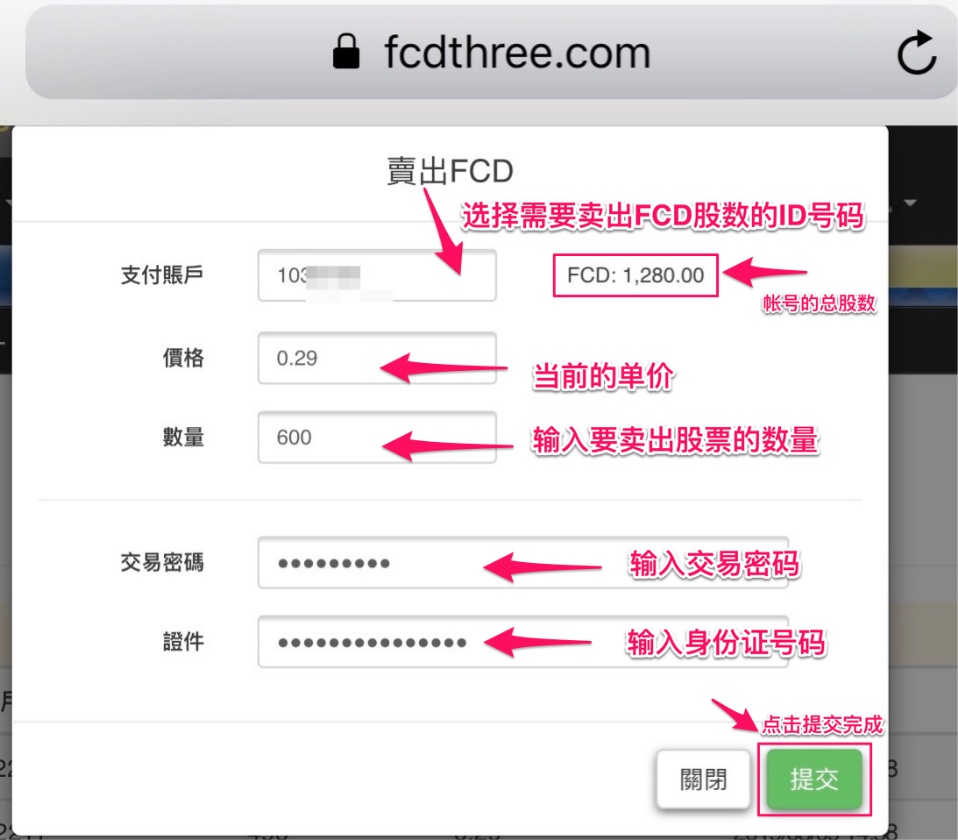 fcdthree.com
賣出FCD
选择需要卖出FCD股数的ID号码
支付賬戶
103
FCD: 1,280.00
帐号的总股数
價格
0.29
当前的单价
數量
600
输入要卖出股票的数量
交易密碼
•••••••••
输入交易密码
證件
•••••••••••••••
输入身份证号码
点击提交完成
關閉
提交